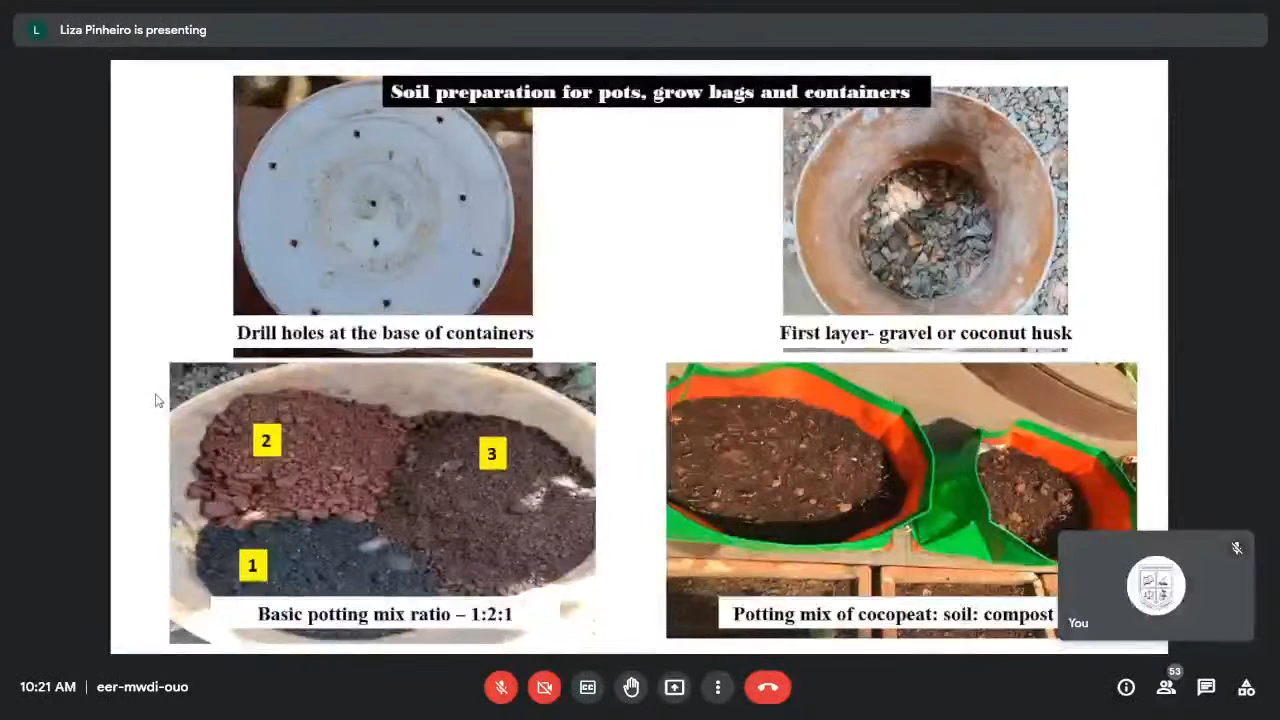 L
Liza Pinheiro is presenting
Soil preparation for pots, grow bags and containers
Drill holes at the base of containers
First layer- gravel or coconut husk
2
3
1
Basic potting mix ratio – 1:2:1
Potting mix of cocopeat: soil: compost
You
10:21 AM | eer-mwdi-ouo
53